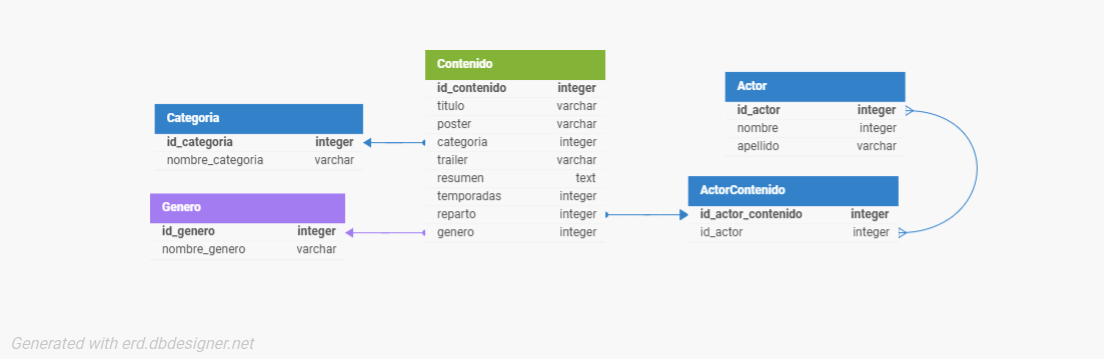 Categoria
id_categoria integer
nombre_categoria varchar
Genero
id_genero integer
nombre_genero varchar
Contenido
id_contenido integer
titulo varchar
poster varchar
categoria integer
trailer varchar
resumen text
temporadas integer
reparto integer
genero integer
Actor
id_actor integer
nombre integer
apellido varchar
ActorContenido
id_actor_contenido integer
id_actor integer
Generated with erd.dbdesigner.net